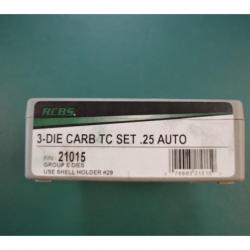 RCBS.
3-DIE CARB TC SET .25 AUTO
P/N 21015
GROUP E DIES
USE SHELL HOLDER #29